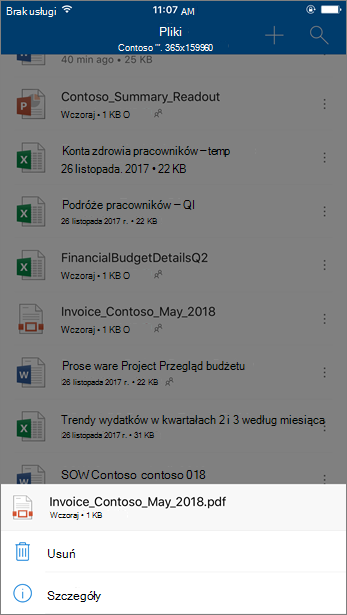 Brak usługi 11:07 AM
Pliki
Contoso "". 365x159960
40 min ago • 25 KB
Contoso_Summary_Readout
Wczoraj • 1 KB O
Konta zdrowia pracowników – temp
26 listopada. 2017 • 22 KB
Podróże pracowników – QI
26 listopada 2017 r. • 22 KB
FinancialBudgetDetailsQ2
Wczoraj • 1 KB O
Invoice_Contoso_May_2018
Wczoraj • 1 KB O
Prose ware Project Przegląd budżetu
26 listopada 2017 r. • 22 KB
Trendy wydatków w kwartałach 2 i 3 według miesiąca
26 listopada 2017 r. • 31 KB
SOW Contoso contoso 018
Invoice_Contoso_May_2018.pdf
Wczoraj • 1 KB
Usuń
Szczegóły